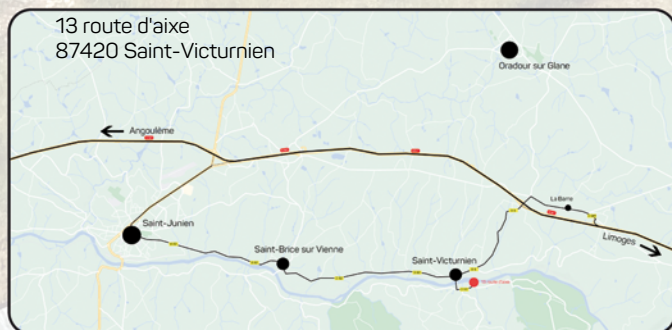 13 route d'aixe
87420 Saint-Victurnien
Oradour sur Glane
Angoulême
La Barre
Saint-Junien
Limoges
Saint-Brice sur Vienne
Saint-Victurnien